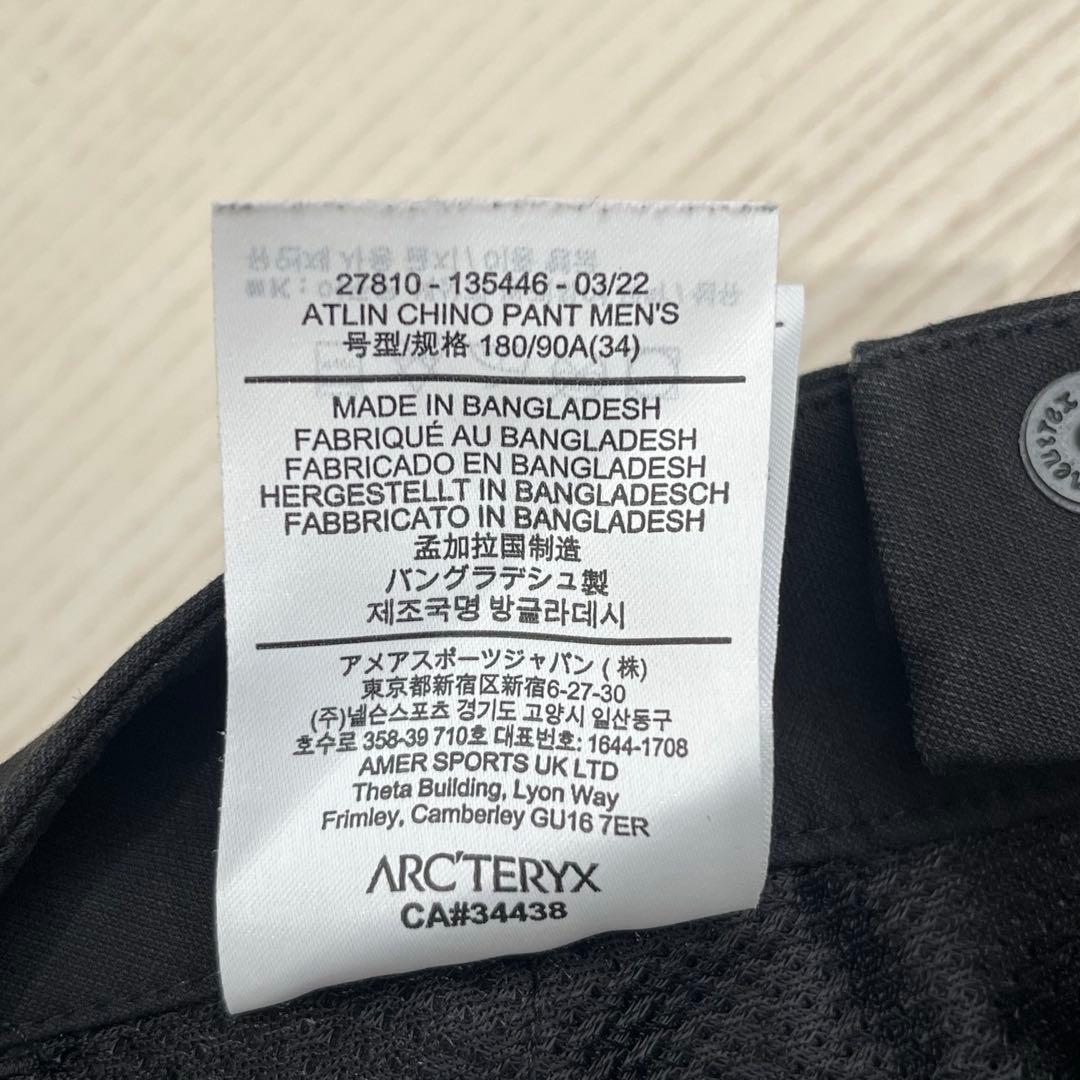 27810 - 135446 - 03/22
ATLIN CHINO PANT MEN'S
号型/规格 180/90A(34)
MADE IN BANGLADESH
FABRIQUÉ AU BANGLADESH
FABRICADO EN BANGLADESH
HERGESTELLT IN BANGLADESCH
FABBRICATO IN BANGLADESH
孟加拉国制造
バングラデシュ製
제조국명 방글라데시
アメアスポーツジャパン ( 株)
東京都新宿区新宿6-27-30
(주)넬슨스포츠 경기도 고양시 일산동구
호수로 358-39 710호 대표번호: 1644-1708
AMER SPORTS UK LTD
Theta Building, Lyon Way
Frimley, Camberley GU16 7ER
ARC'TERYX
CA#34438